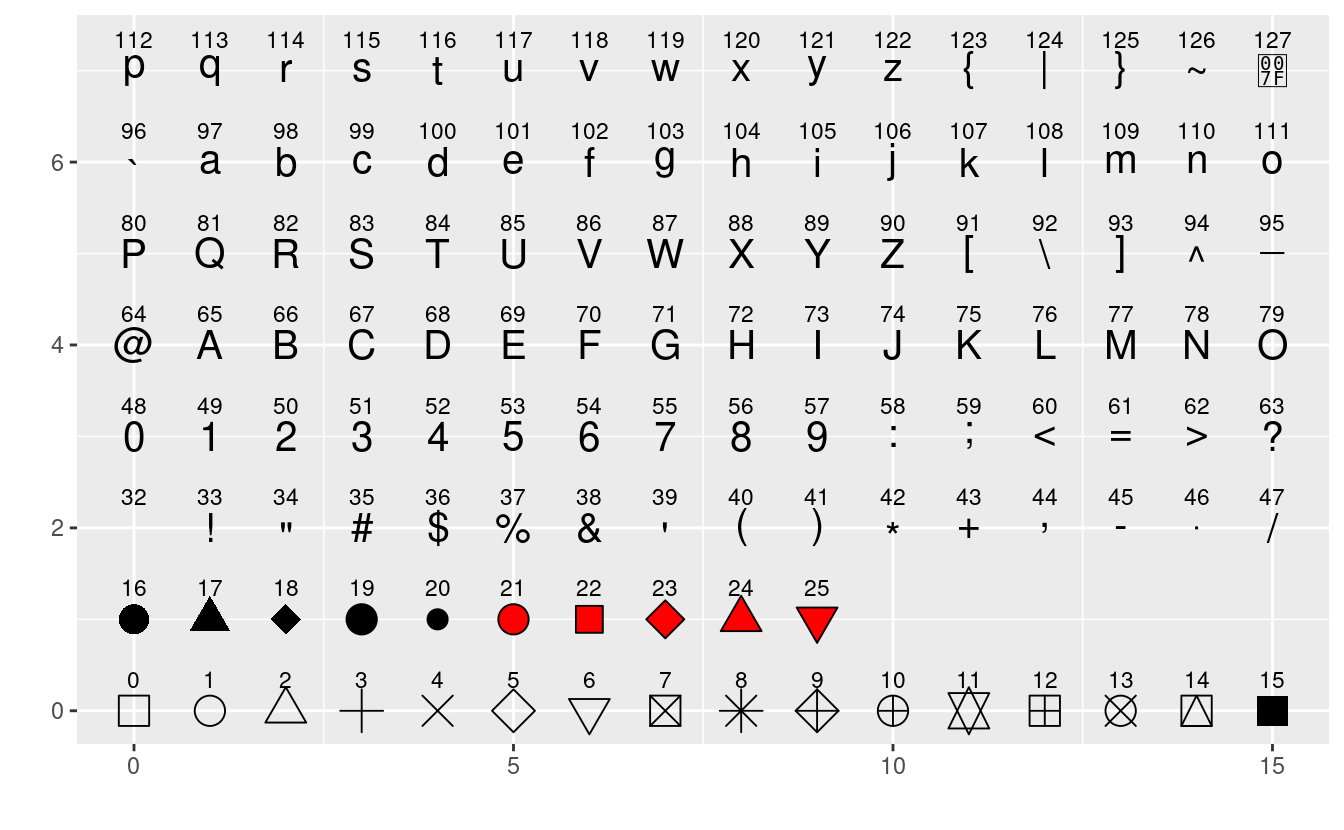 112 113 114 115 116 117 118 119 120 121 122 123 124 125 126 127
p q r s t u v w x y z { | } ~ 007F
96 97 98 99 100 101 102 103 104 105 106 107 108 109 110 111
6 ` a b c d e f g h i j k l m n o
80 81 82 83 84 85 86 87 88 89 90 91 92 93 94 95
P Q R S T U V W X Y Z [ \ ] ^ _
64 65 66 67 68 69 70 71 72 73 74 75 76 77 78 79
4 @ A B C D E F G H I J K L M N O
48 49 50 51 52 53 54 55 56 57 58 59 60 61 62 63
0 1 2 3 4 5 6 7 8 9 : ; < = > ?
32 33 34 35 36 37 38 39 40 41 42 43 44 45 46 47
2 ! " # $ % & ' ( ) * + , - . /
16 17 18 19 20 21 22 23 24 25
0 1 2 3 4 5 6 7 8 9 10 11 12 13 14 15
0
0 5 10 15